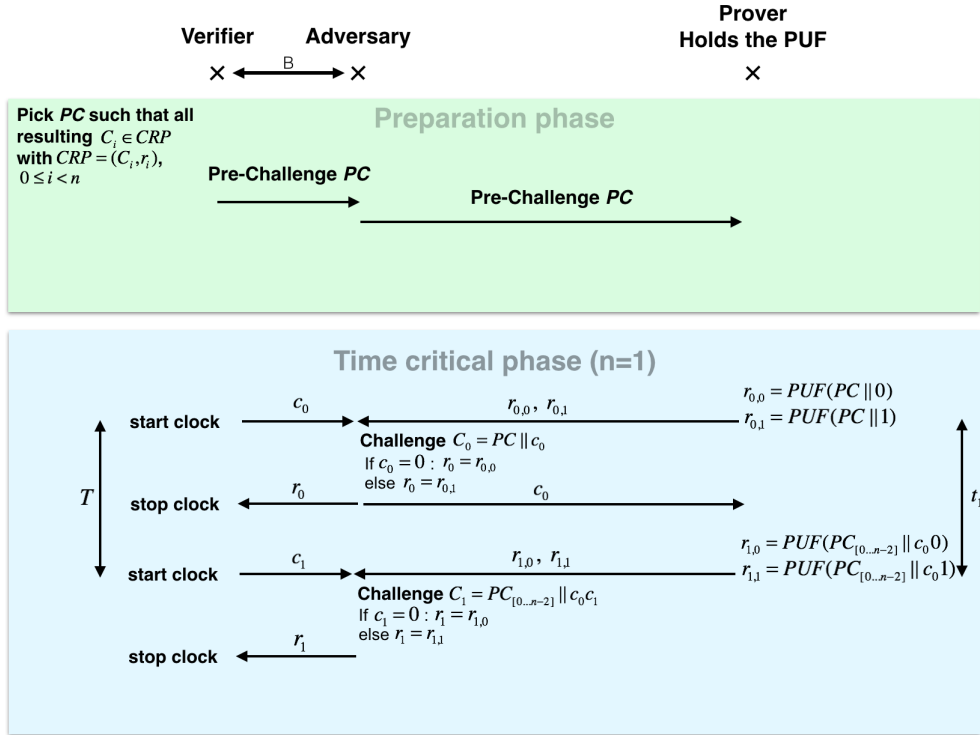 Prover
Verifier Adversary Holds the PUF
B
Pick PC such that all
resulting C_i ∈ CRP
with CRP = (C_i, r_i),
0 ≤ i < n
Preparation phase
Pre-Challenge PC
Pre-Challenge PC
Time critical phase (n=1)
r_{0,0} = PUF(PC || 0)
r_{0,1} = PUF(PC || 1)
start clock c_0 r_{0,0}, r_{0,1}
Challenge C_0 = PC || c_0
If c_0 = 0 : r_0 = r_{0,0}
else r_0 = r_{0,1}
T
stop clock r_0 c_0
t_1
r_{1,0} = PUF(PC_{[0...n-2]} || c_0 0)
r_{1,1} = PUF(PC_{[0...n-2]} || c_0 1)
start clock c_1 r_{1,0}, r_{1,1}
Challenge C_1 = PC_{[0...n-2]} || c_0 c_1
If c_1 = 0 : r_1 = r_{1,0}
else r_1 = r_{1,1}
stop clock r_1